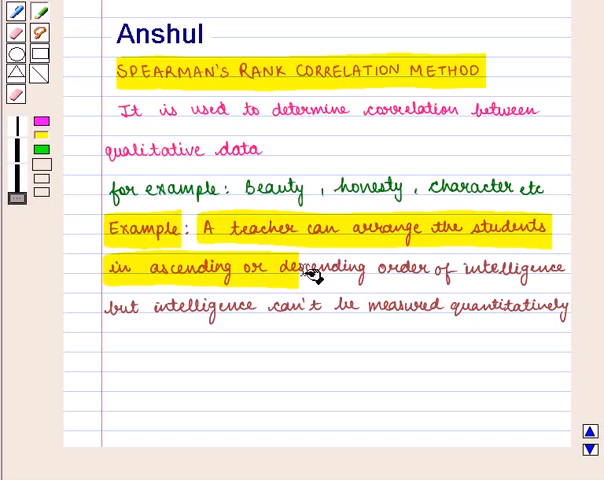 Anshul
SPEARMAN'S RANK CORRELATION METHOD
It is used to determine correlation between
qualitative data
for example: Beauty, honesty, character etc
Example: A teacher can arrange the students
in ascending or descending order of intelligence
but intelligence can't be measured quantitatively